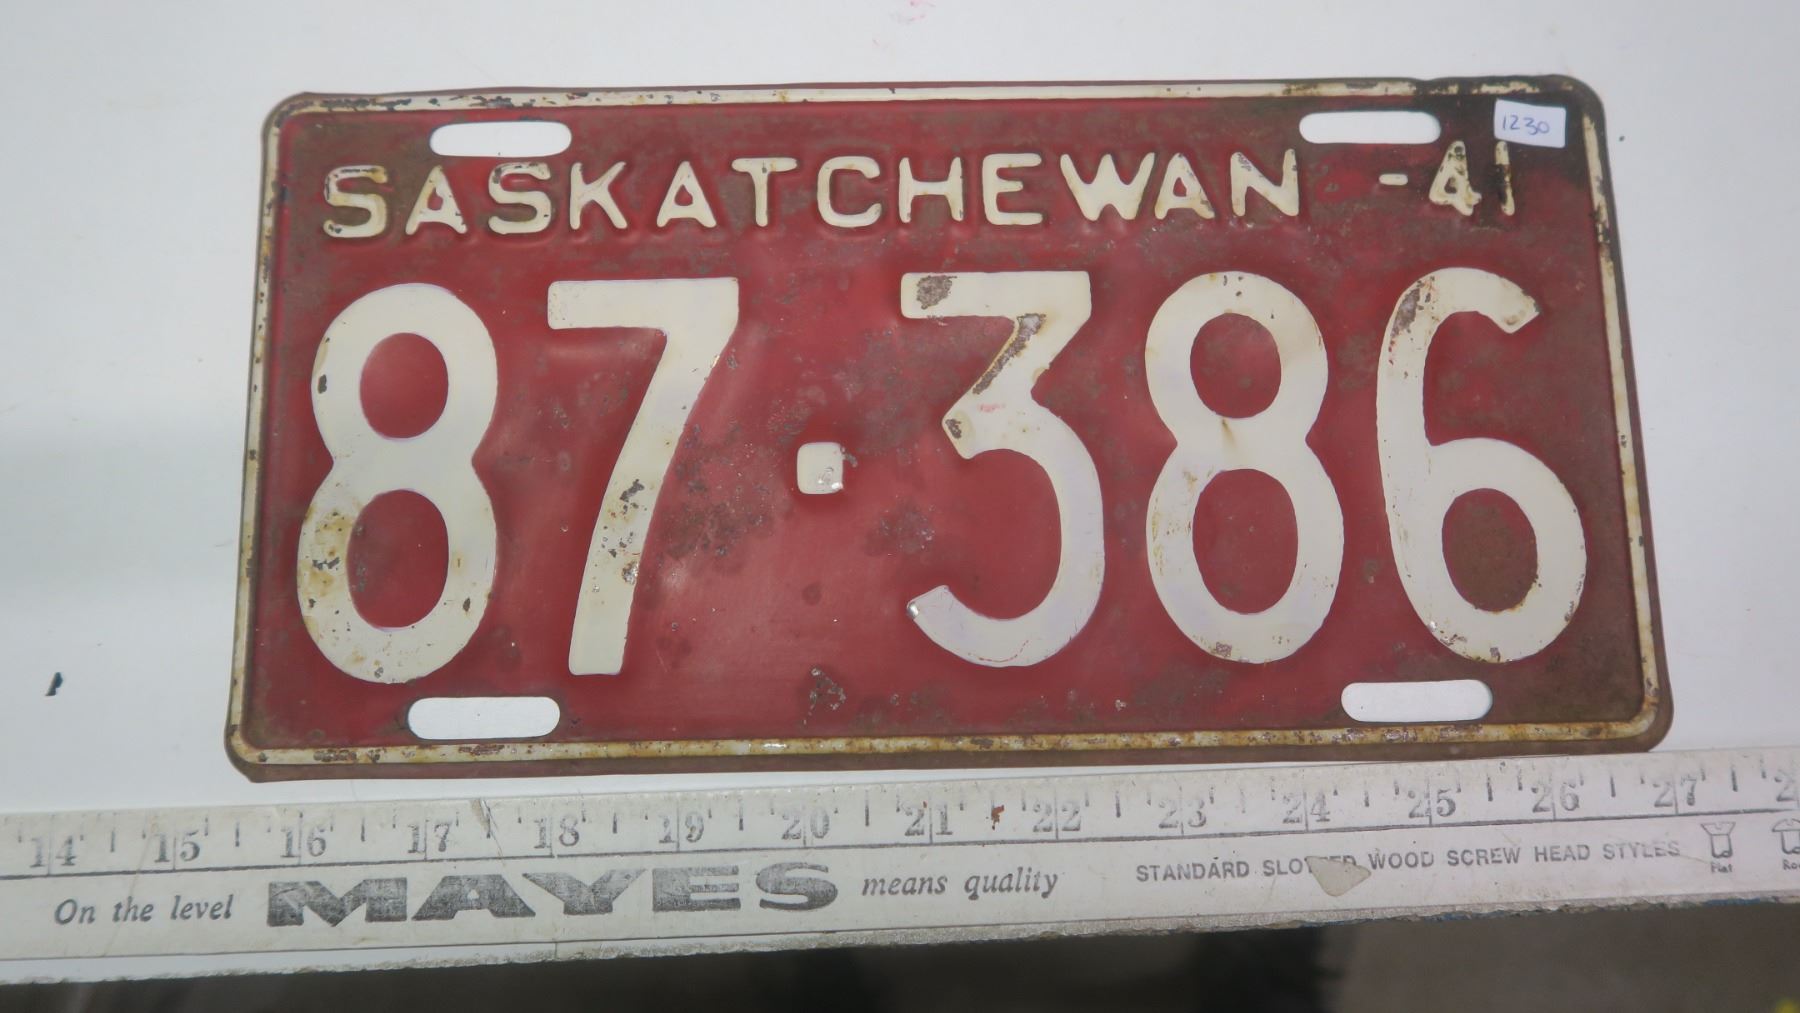 1230
SASKATCHEWAN -41
87·386
14 15 16 17 18 19 20 21 22 23 24 25 26 27
On the level MAYES means quality STANDARD SLOTTED WOOD SCREW HEAD STYLES
Flat